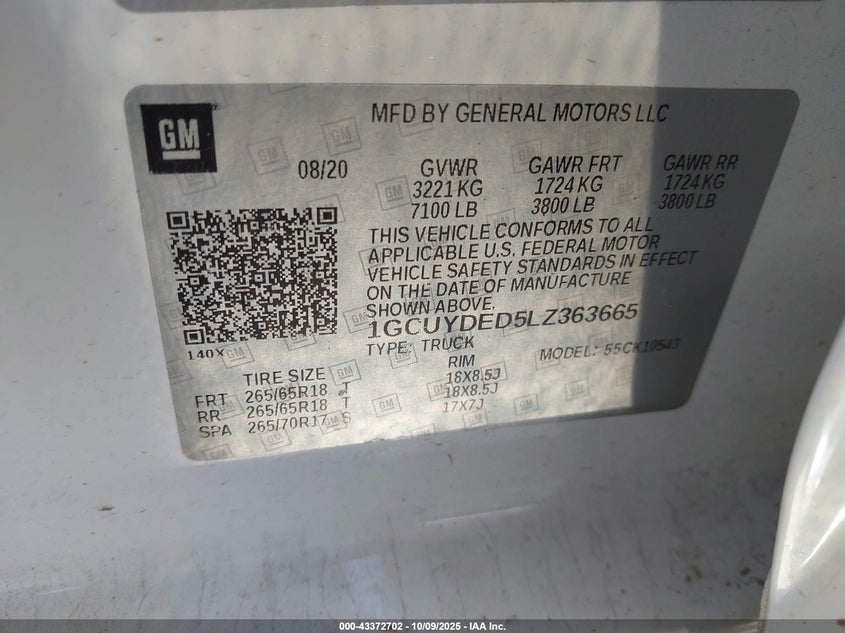 GM
MFD BY GENERAL MOTORS LLC
08/20 GVWR GAWR FRT GAWR RR
3221 KG 1724 KG 1724 KG
7100 LB 3800 LB 3800 LB
THIS VEHICLE CONFORMS TO ALL
APPLICABLE U.S. FEDERAL MOTOR
VEHICLE SAFETY STANDARDS IN EFFECT
ON THE DATE OF MANUFACTURE
SHOWN ABOVE.
1GCUYDED5LZ363665
140X TYPE: TRUCK MODEL: 55CK10543
TIRE SIZE RIM
FRT 265/65R18 T 18X8.5J
RR 265/65R18 T 18X8.5J
SPA 265/70R17 S 17X7J
000-43372702 - 10/09/2025 - IAA Inc.